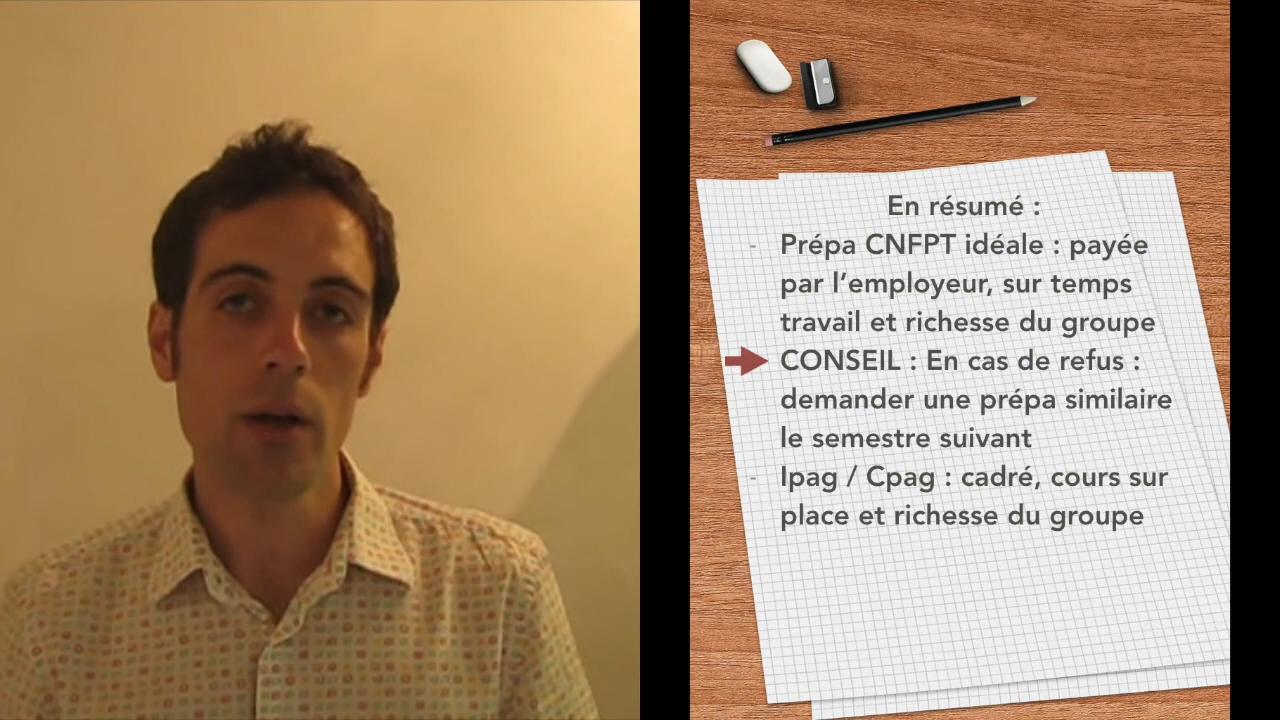 En résumé :
- Prépa CNFPT idéale : payée
par l’employeur, sur temps
travail et richesse du groupe
CONSEIL : En cas de refus :
demander une prépa similaire
le semestre suivant
- Ipag / Cpag : cadré, cours sur
place et richesse du groupe